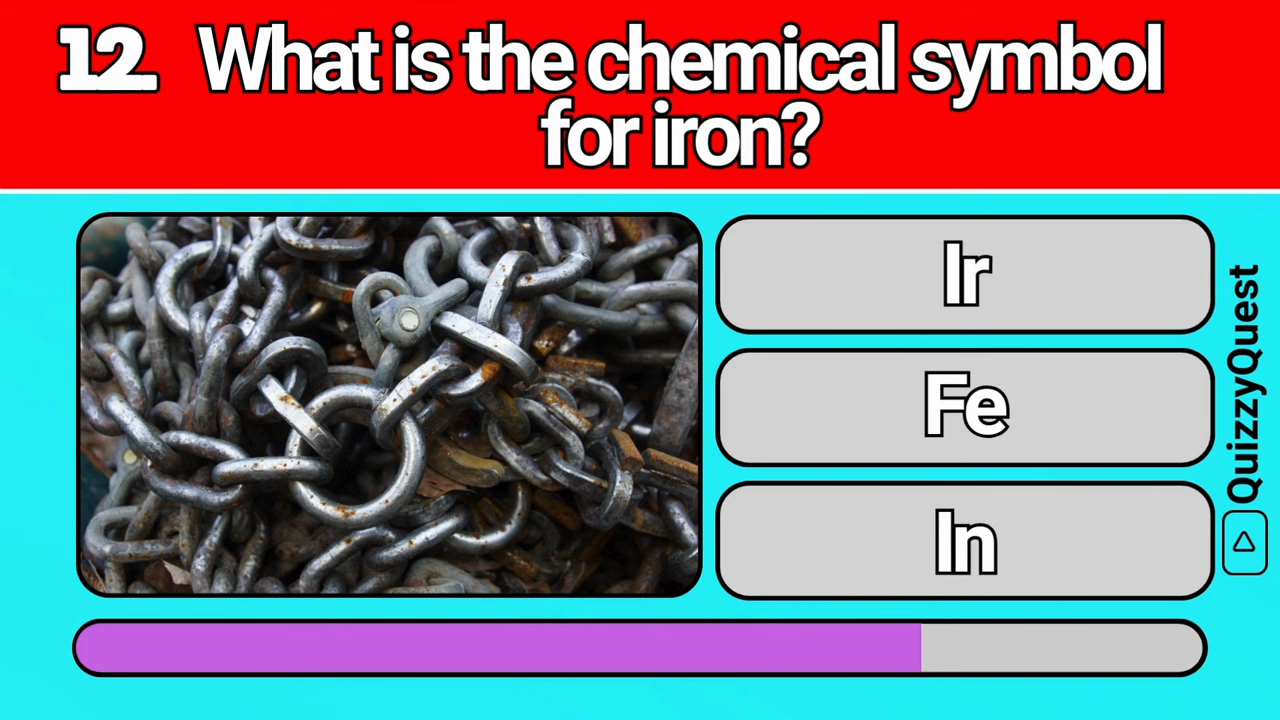 12. What is the chemical symbol
for iron?
Ir
Fe
In
QuizzyQuest